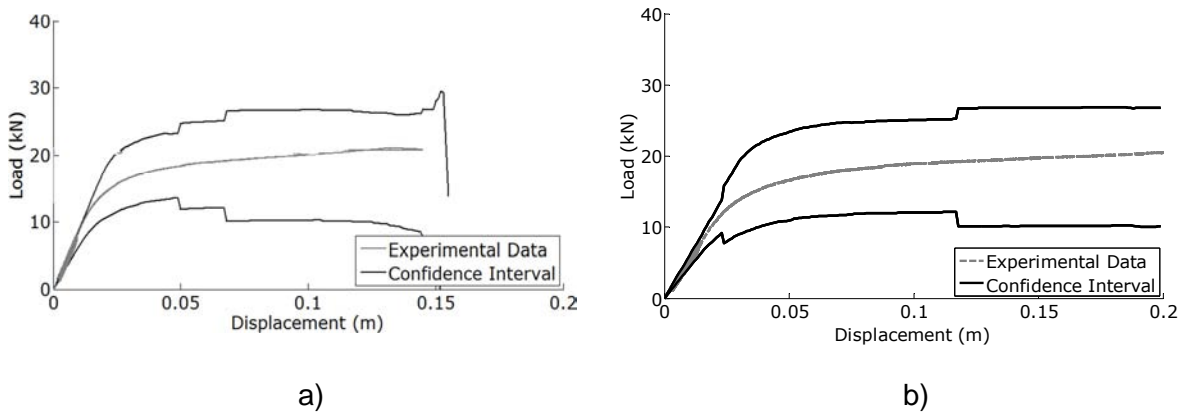 40
30
20
10
0
Load (kN)
0
0.05
0.1
0.15
0.2
Displacement (m)
Experimental Data
Confidence Interval
a)
40
30
20
10
0
Load (kN)
0
0.05
0.1
0.15
0.2
Displacement (m)
Experimental Data
Confidence Interval
b)